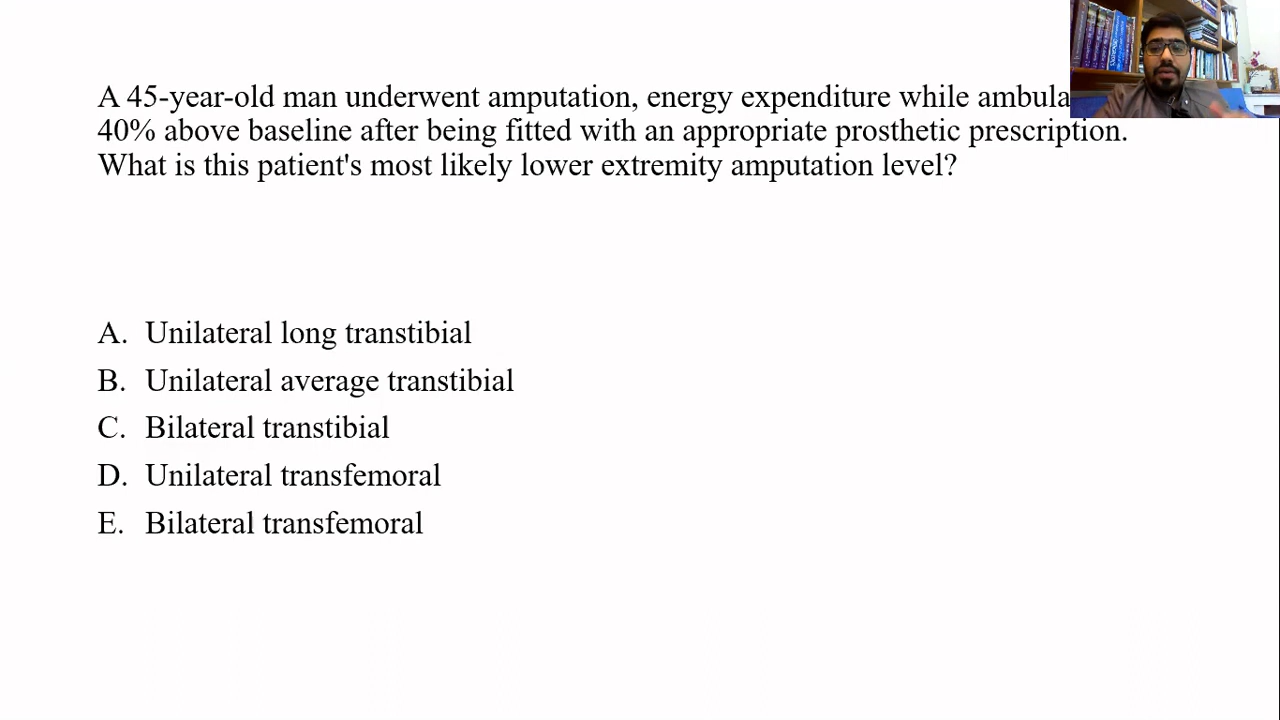 A 45-year-old man underwent amputation, energy expenditure while
40% above baseline after being fitted with an appropriate prosthetic prescription.
What is this patient's most likely lower extremity amputation level?
A. Unilateral long transtibial
B. Unilateral average transtibial
C. Bilateral transtibial
D. Unilateral transfemoral
E. Bilateral transfemoral